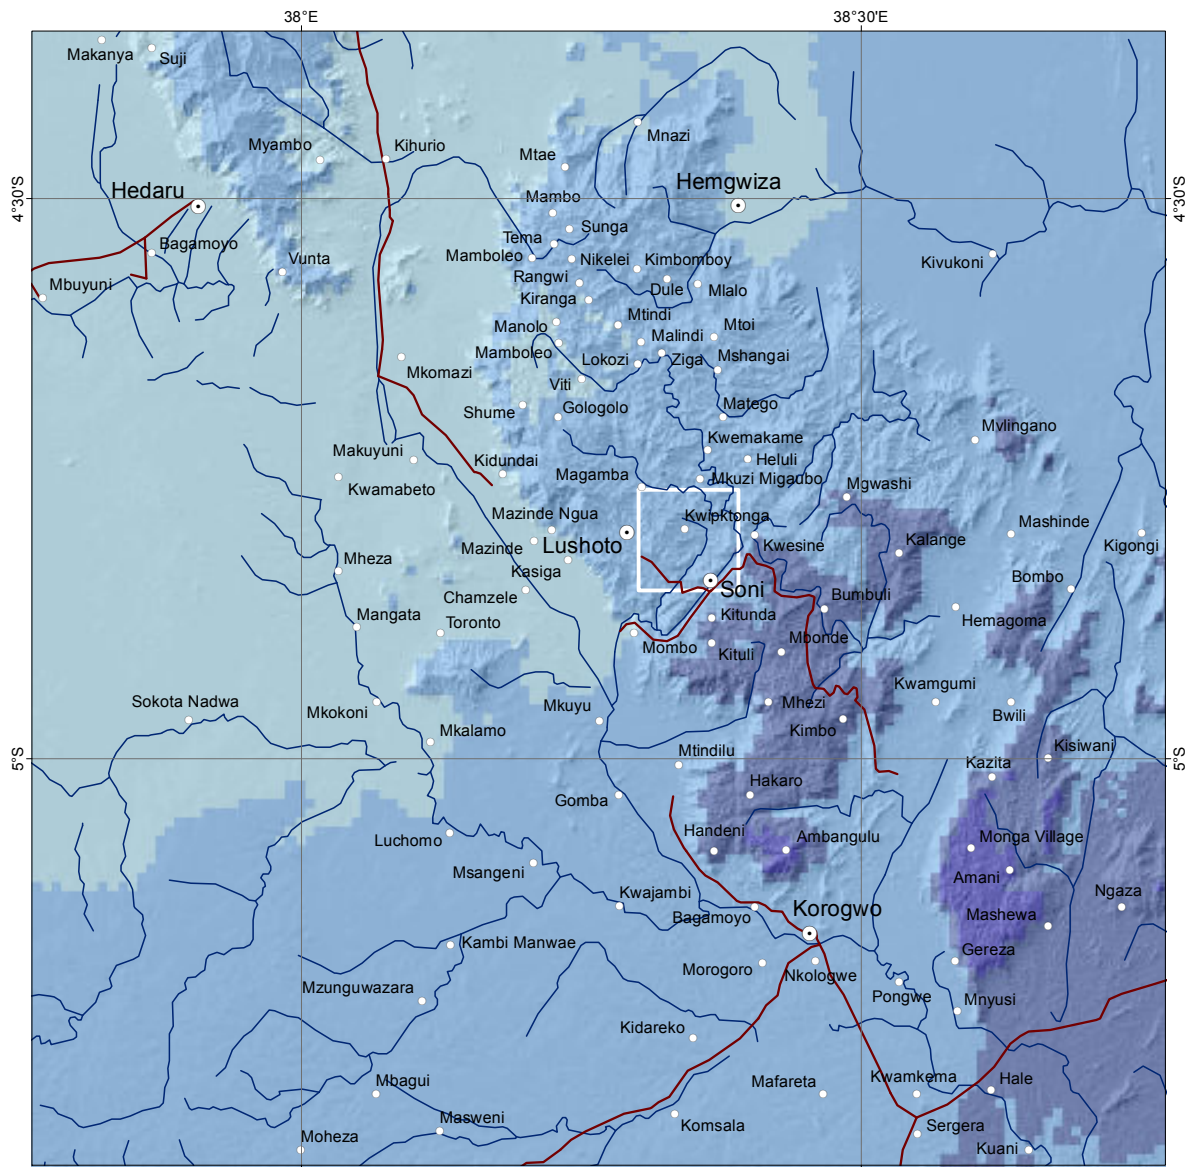 38°E
38°30'E
Makanya
Suji
Mnazi
Myambo
Kihurio
Mtae
Hedaru
Hemgwiza
4°30'S
4°30'S
Mambo
Sunga
Tema
Bagamoyo
Vunta
Mamboleo
Nikelei
Kimbomboy
Kivukoni
Mbuyuni
Rangwi
Dule
Mlalo
Kiranga
Manolo
Mtindi
Mtoi
Malindi
Mamboleo
Lokozi
Ziga
Mshangai
Mkomazi
Viti
Shume
Gologolo
Matego
Mvlingano
Makuyuni
Kwemakame
Kidundai
Heluli
Kwamabeto
Magamba
Mkuzi Migaubo
Mgwashi
Mazinde Ngua
Kwipktonga
Mashinde
Mazinde
Lushoto
Kwesine
Kalange
Kigongi
Mheza
Kasiga
Bombo
Chamzele
Soni
Bumbuli
Mangata
Toronto
Kitunda
Hemagoma
Mombo
Kituli
Mbonde
Kwamgumi
Sokota Nadwa
Mkokoni
Mkuyu
Mhezi
Bwili
Mkalamo
Kimbo
Mtindilu
Kisiwani
5°S
5°S
Kazita
Gomba
Hakaro
Luchomo
Handeni
Ambangulu
Monga Village
Msangeni
Amani
Kwajambi
Ngaza
Bagamoyo
Korogwo
Mashewa
Kambi Manwae
Gereza
Morogoro
Nkologwe
Mzunguwazara
Pongwe
Mnyusi
Kidareko
Mbagui
Mafareta
Kwamkema
Hale
Masweni
Komsala
Sergera
Moheza
Kuani